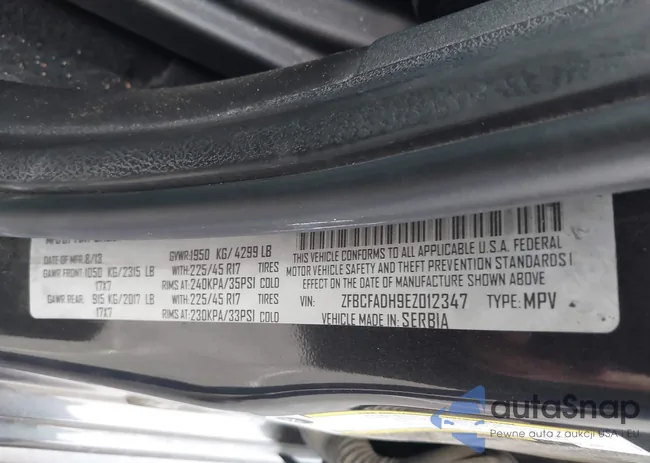 DATE OF MFR: 8/13 GVWR: 1950 KG/4299 LB
GAWR FRONT: 1050 KG/2315 LB WITH 225/45 R17 TIRES
17X7 RIMS AT 240KPA/35PSI COLD
GAWR REAR: 915 KG/2017 LB WITH 225/45 R17 TIRES
17X7 RIMS AT 230KPA/33PSI COLD
THIS VEHICLE CONFORMS TO ALL APPLICABLE U.S.A. FEDERAL
MOTOR VEHICLE SAFETY AND THEFT PREVENTION STANDARDS I
EFFECT ON THE DATE OF MANUFACTURE SHOWN ABOVE.
VIN: ZFBCFADH9EZ012347 TYPE: MPV
VEHICLE MADE IN: SERBIA
autaSnap
Pewne auta z aukcji USA i EU